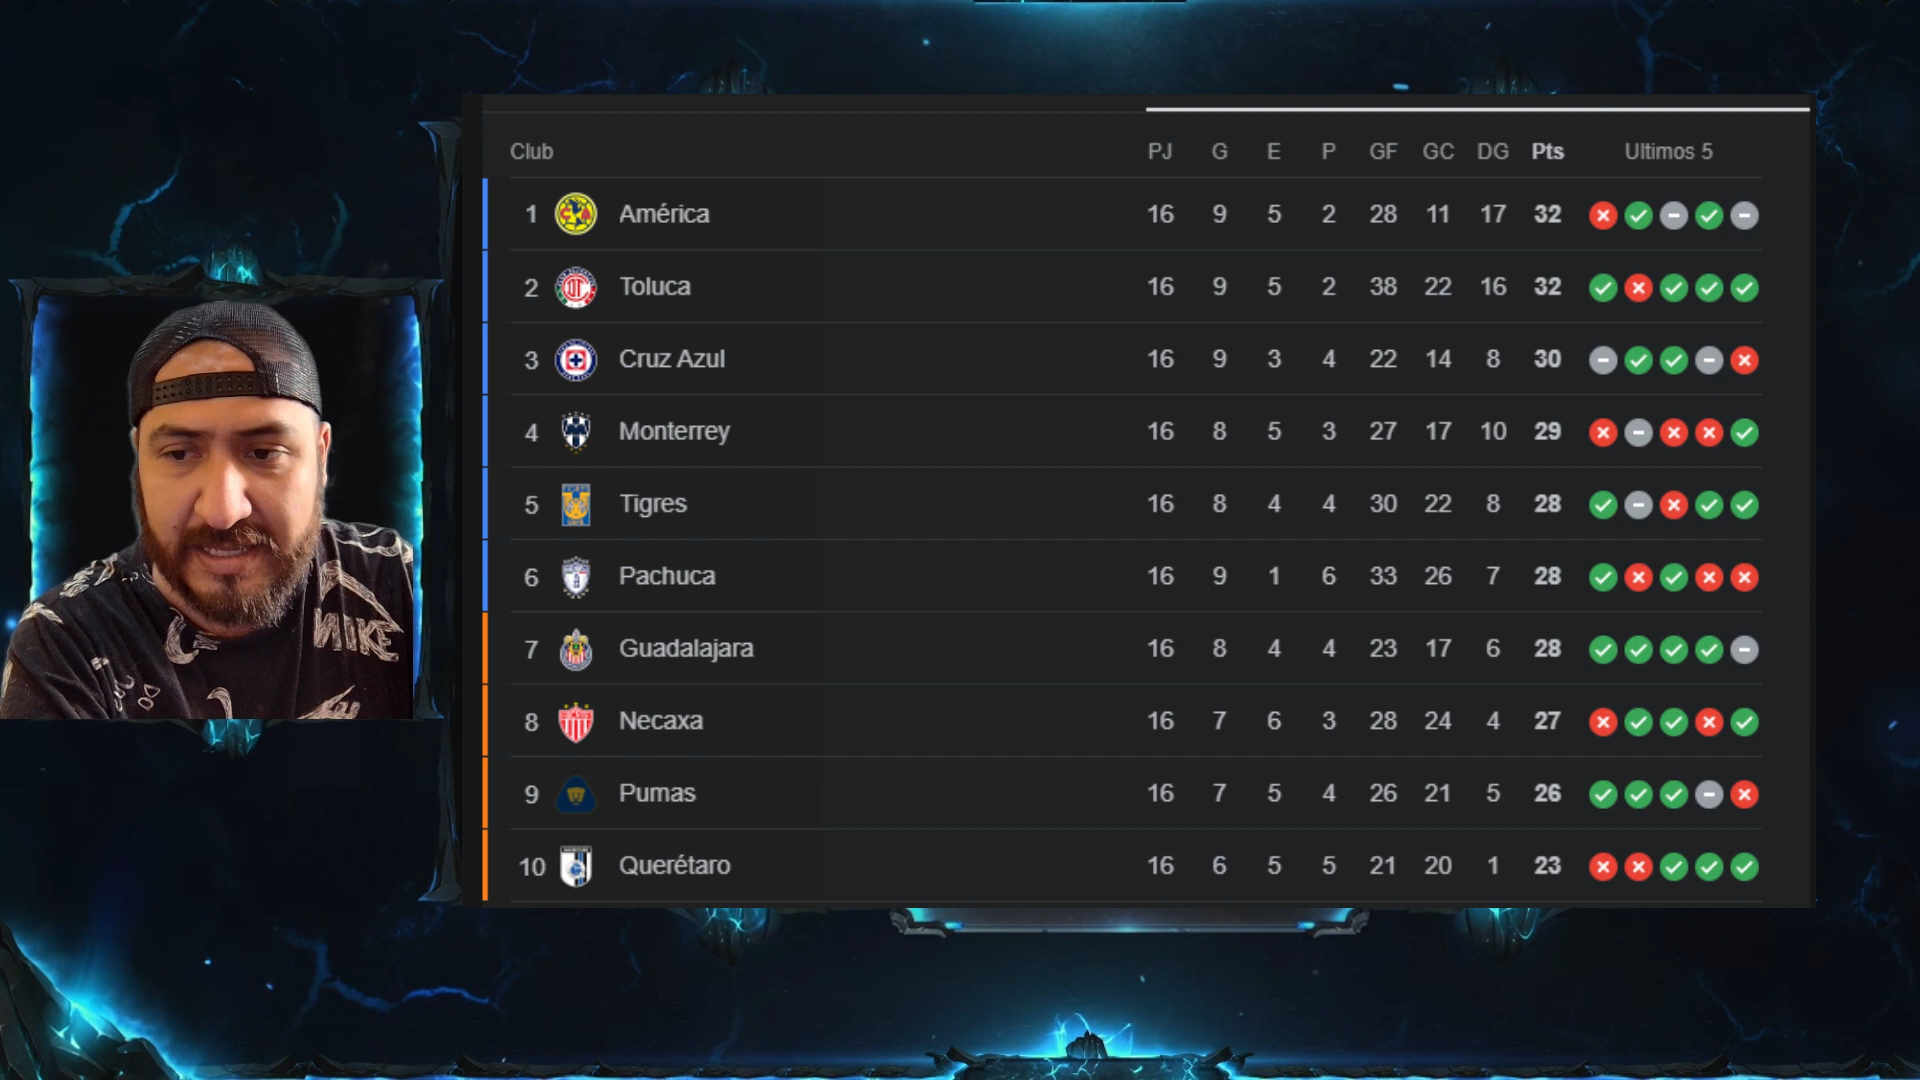 Club PJ G E P GF GC DG Pts Ultimos 5
1 América 16 9 5 2 28 11 17 32
2 Toluca 16 9 5 2 38 22 16 32
3 Cruz Azul 16 9 3 4 22 14 8 30
4 Monterrey 16 8 5 3 27 17 10 29
5 Tigres 16 8 4 4 30 22 8 28
6 Pachuca 16 9 1 6 33 26 7 28
7 Guadalajara 16 8 4 4 23 17 6 28
8 Necaxa 16 7 6 3 28 24 4 27
9 Pumas 16 7 5 4 26 21 5 26
10 Querétaro 16 6 5 5 21 20 1 23
NIKE